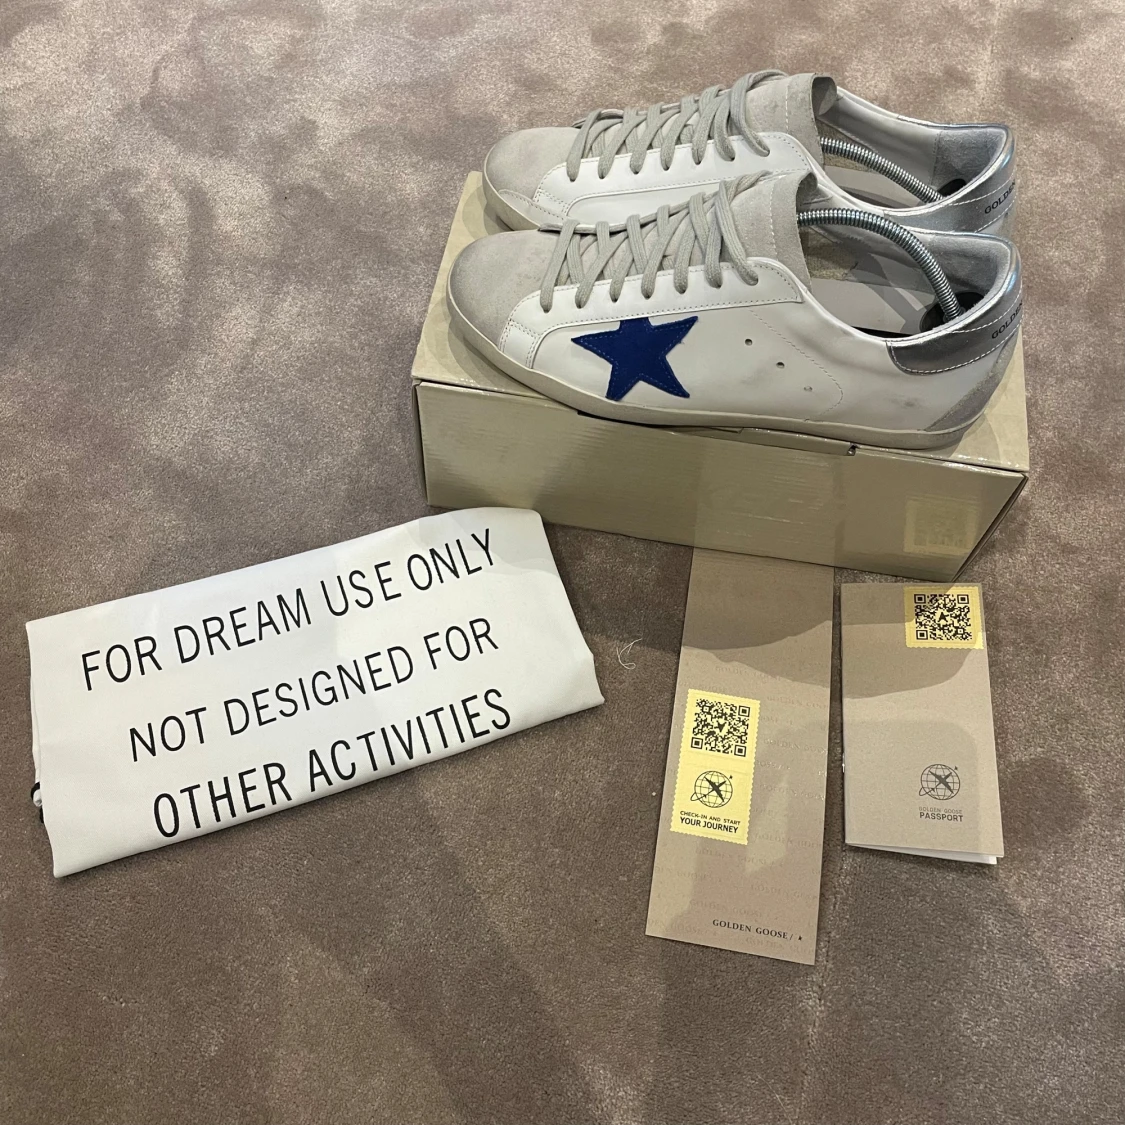 GOLDEN
GOLDEN
FOR DREAM USE ONLY
NOT DESIGNED FOR
OTHER ACTIVITIES
CHECK-IN AND START
YOUR JOURNEY
GOLDEN GOOSE/
GOLDEN GOOSE
PASSPORT